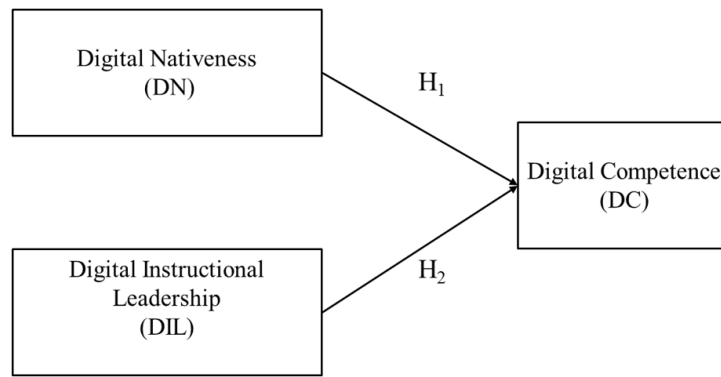 Digital Nativeness
(DN)
H₁
Digital Competence
(DC)
Digital Instructional
Leadership
(DIL)
H₂